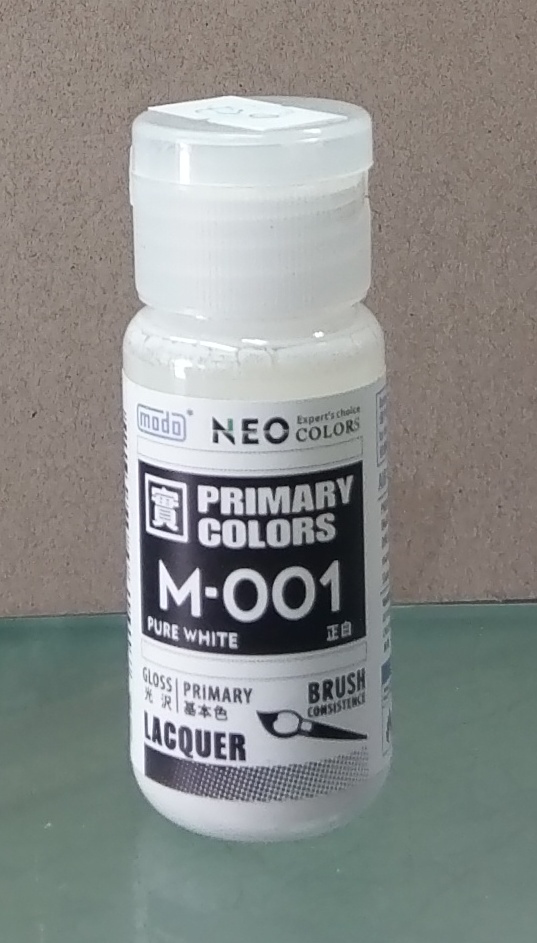 modo
NEO Expert's choice COLORS
實 PRIMARY COLORS
M-001
PURE WHITE 正白
GLOSS PRIMARY
光沢 基本色
BRUSH
CONSISTENCE
LACQUER